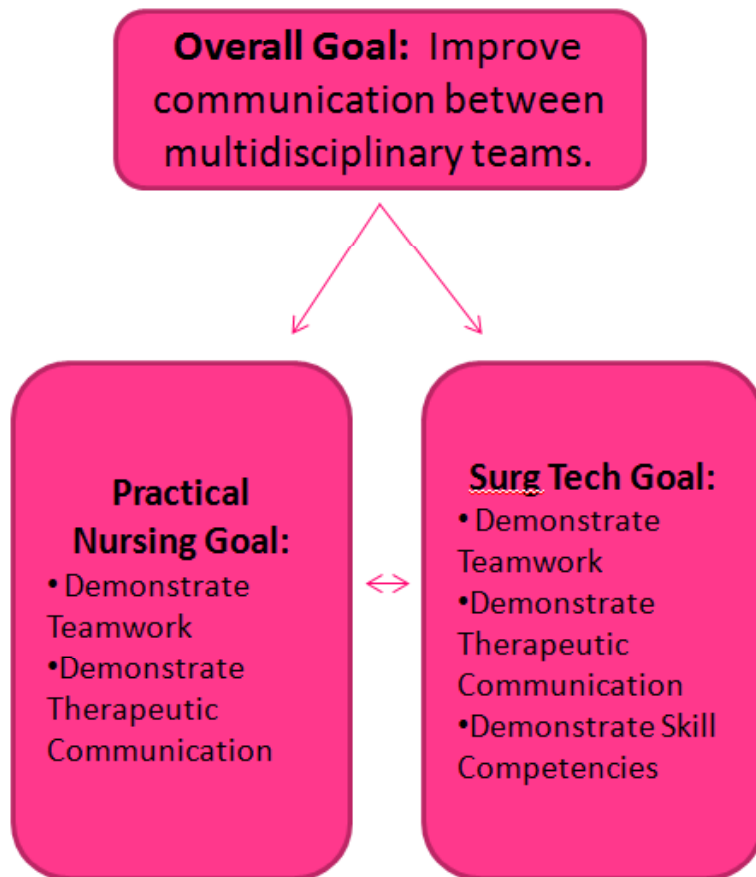 Overall Goal: Improve
communication between
multidisciplinary teams.
Practical
Nursing Goal:
• Demonstrate
Teamwork
•Demonstrate
Therapeutic
Communication
Surg Tech Goal:
• Demonstrate
Teamwork
•Demonstrate
Therapeutic
Communication
•Demonstrate Skill
Competencies